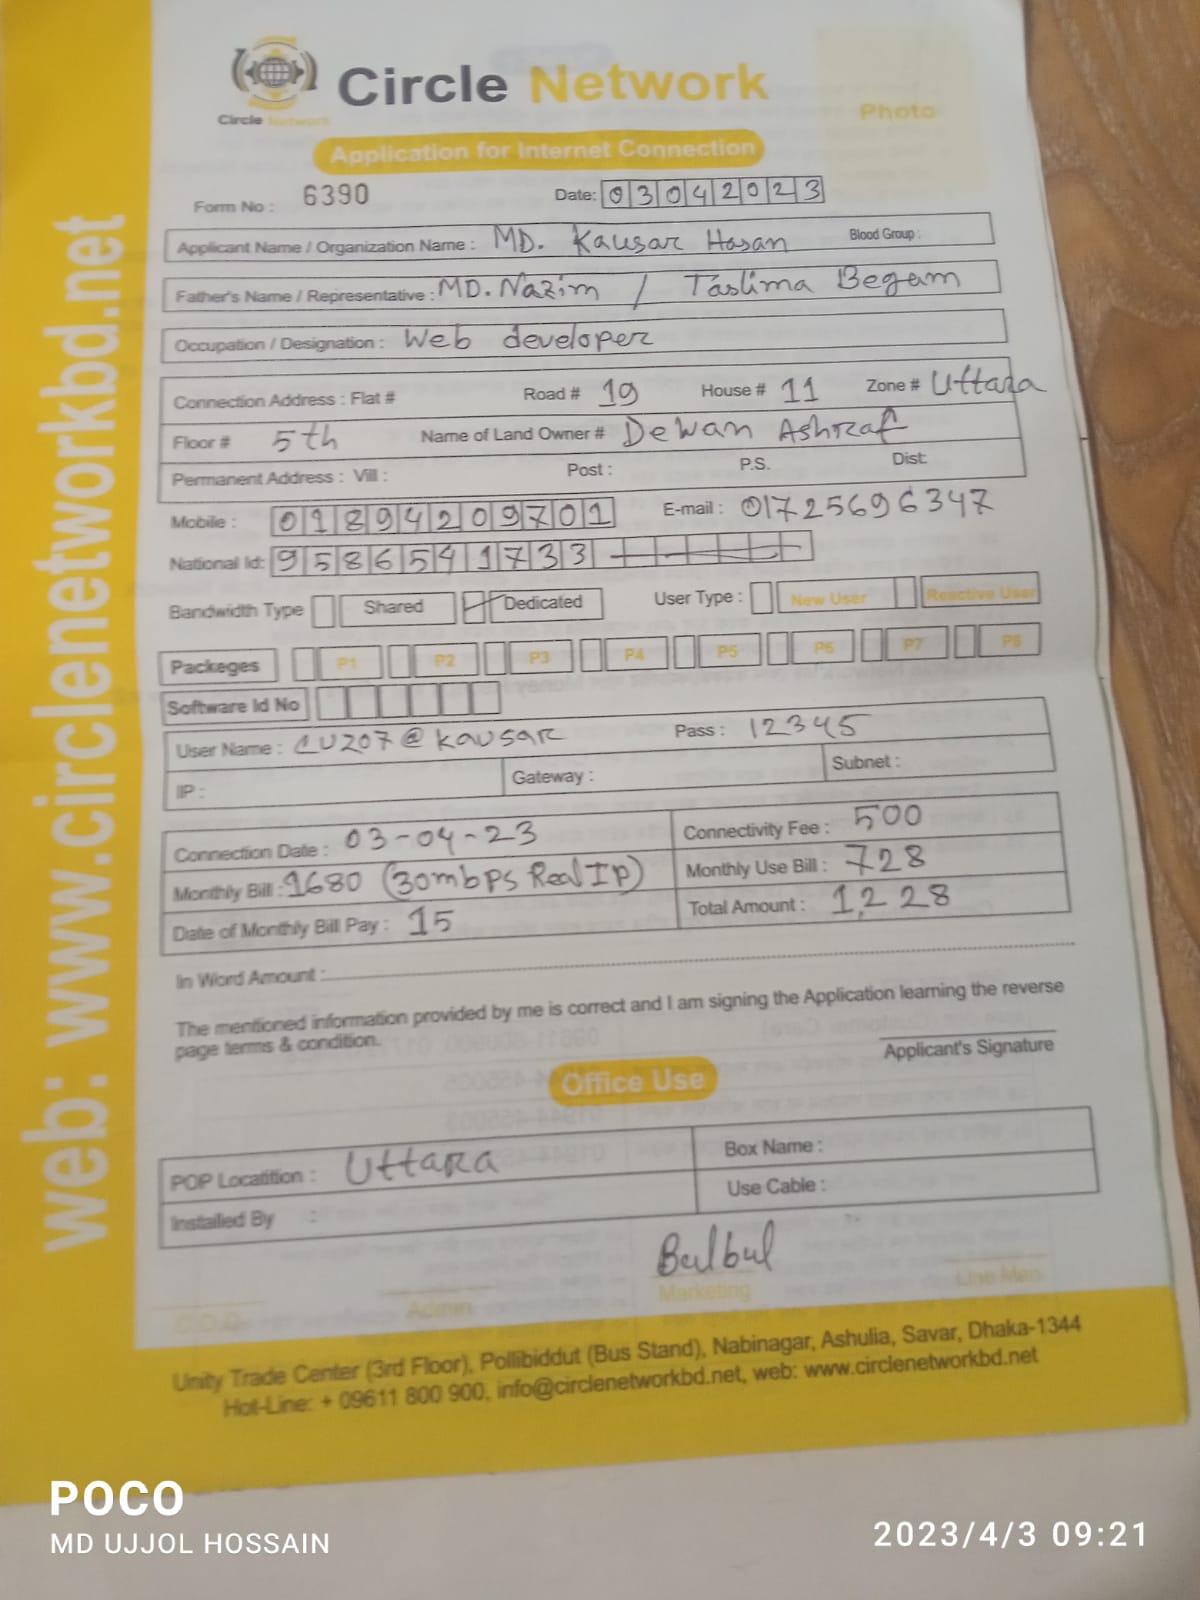 Circle Network
Circle Network
Photo
Application for Internet Connection
Form No : 6390 Date: 03042023
Applicant Name / Organization Name : MD. Kausar Hasan Blood Group :
Father's Name / Representative : MD. Nazim / Taslima Begam
Occupation / Designation : Web developer
Connection Address : Flat # Road # 19 House # 11 Zone # Uttara
Floor # 5th Name of Land Owner # Dewan Ashraf
Permanent Address : Vill : Post : P.S. Dist:
Mobile : 01894209701 E-mail : 01725696347
National Id: 9586541733
Bandwidth Type Shared Dedicated User Type : New User Reactive User
Packeges P1 P2 P3 P4 P5 P6 P7 P8
Software Id No
User Name : CU207@kausar Pass : 12345
IP : Gateway : Subnet :
Connection Date : 03-04-23 Connectivity Fee : 500
Monthly Bill : 1680 (30mbps Real Ip) Monthly Use Bill : 728
Date of Monthly Bill Pay : 15 Total Amount : 1,228
In Word Amount :
The mentioned information provided by me is correct and I am signing the Application learning the reverse
page terms & condition.
Applicant's Signature
Office Use
POP Locatition : Uttara Box Name :
Installed By : Use Cable :
Bulbul
C.O.O Admin Marketing Line Man
Unity Trade Center (3rd Floor), Pollibiddut (Bus Stand), Nabinagar, Ashulia, Savar, Dhaka-1344
Hot-Line: + 09611 800 900, info@circlenetworkbd.net, web: www.circlenetworkbd.net
web: www.circlenetworkbd.net
POCO
MD UJJOL HOSSAIN
2023/4/3 09:21